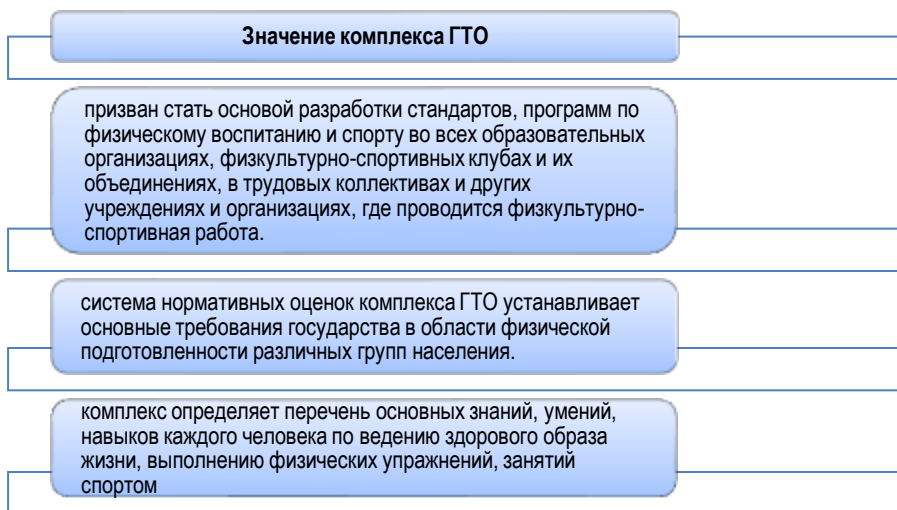 Значение комплекса ГТО
призван стать основой разработки стандартов, программ по
физическому воспитанию и спорту во всех образовательных
организациях, физкультурно-спортивных клубах и их
объединениях, в трудовых коллективах и других
учреждениях и организациях, где проводится физкультурно-
спортивная работа.
система нормативных оценок комплекса ГТО устанавливает
основные требования государства в области физической
подготовленности различных групп населения.
комплекс определяет перечень основных знаний, умений,
навыков каждого человека по ведению здорового образа
жизни, выполнению физических упражнений, занятий
спортом